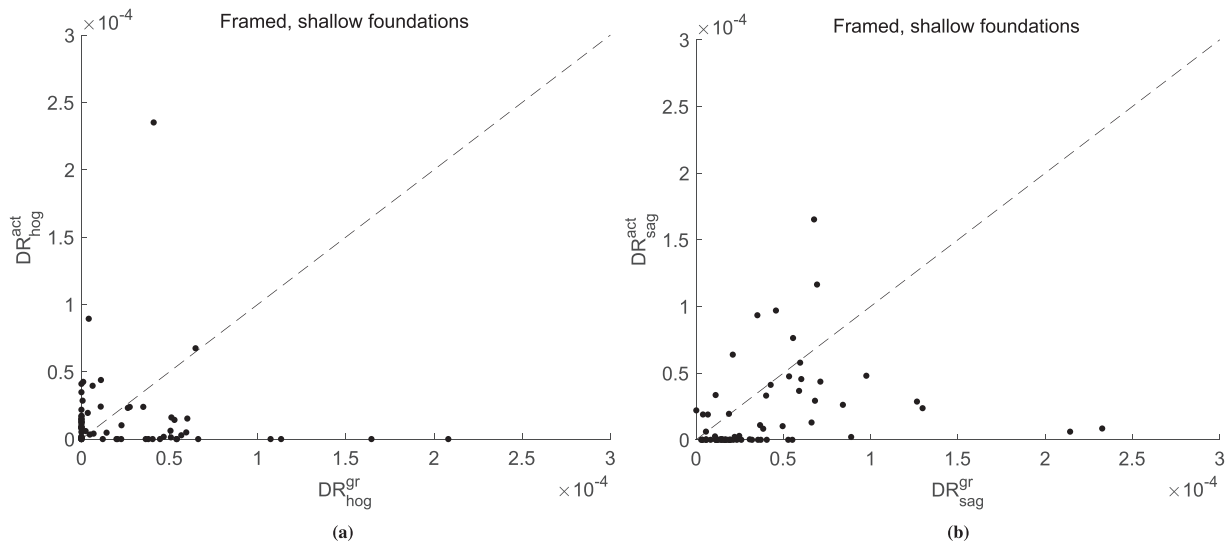 ×10⁻⁴
Framed, shallow foundations
3
2.5
2
1.5
1
0.5
0
DR^act_hog
0 0.5 1 1.5 2 2.5 3
DR^gr_hog
×10⁻⁴
(a)
×10⁻⁴
Framed, shallow foundations
3
2.5
2
1.5
1
0.5
0
DR^act_sag
0 0.5 1 1.5 2 2.5 3
DR^gr_sag
×10⁻⁴
(b)